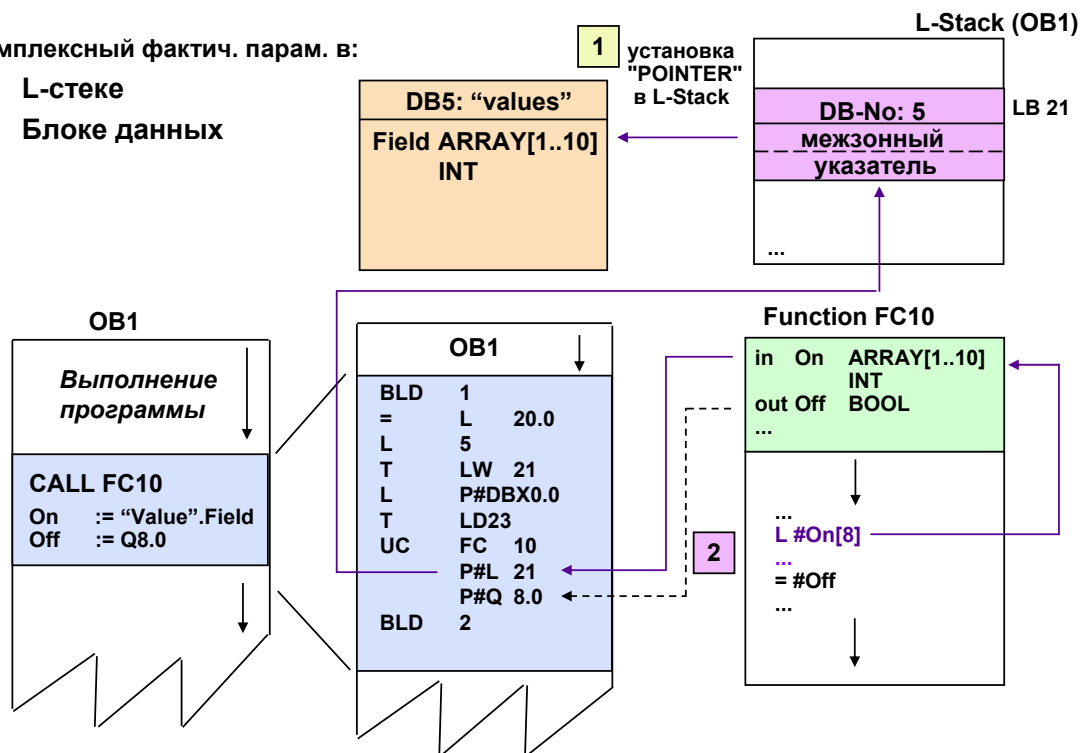 мплексный фактич. парам. в:
L-стеке
Блоке данных
1
установка
"POINTER"
в L-Stack
L-Stack (OB1)
DB5: “values”
Field ARRAY[1..10]
INT
DB-No: 5
межзонный
указатель
...
LB 21
OB1
Выполнение
программы
CALL FC10
On := “Value”.Field
Off := Q8.0
OB1
BLD 1
= L 20.0
L 5
T LW 21
L P#DBX0.0
T LD23
UC FC 10
P#L 21
P#Q 8.0
BLD 2
2
Function FC10
in On ARRAY[1..10]
INT
out Off BOOL
...
...
L #On[8]
...
= #Off
...